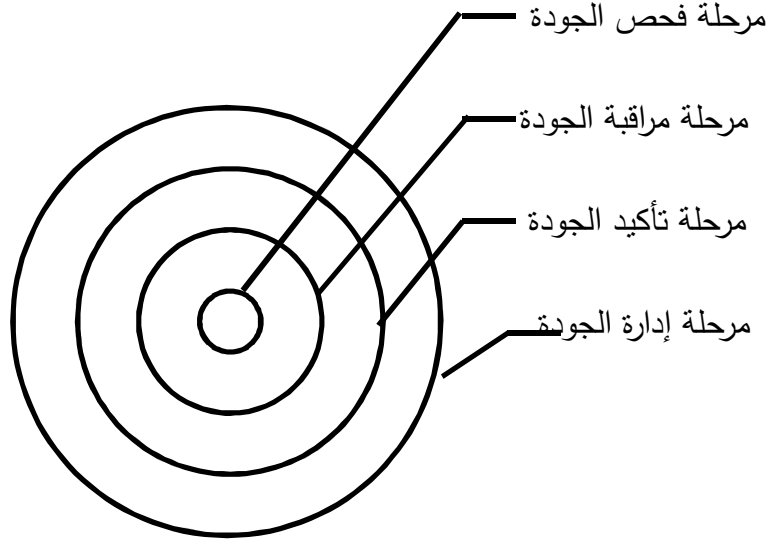 مرحلة فحص الجودة
مرحلة مراقبة الجودة
مرحلة تأكيد الجودة
مرحلة إدارة الجودة